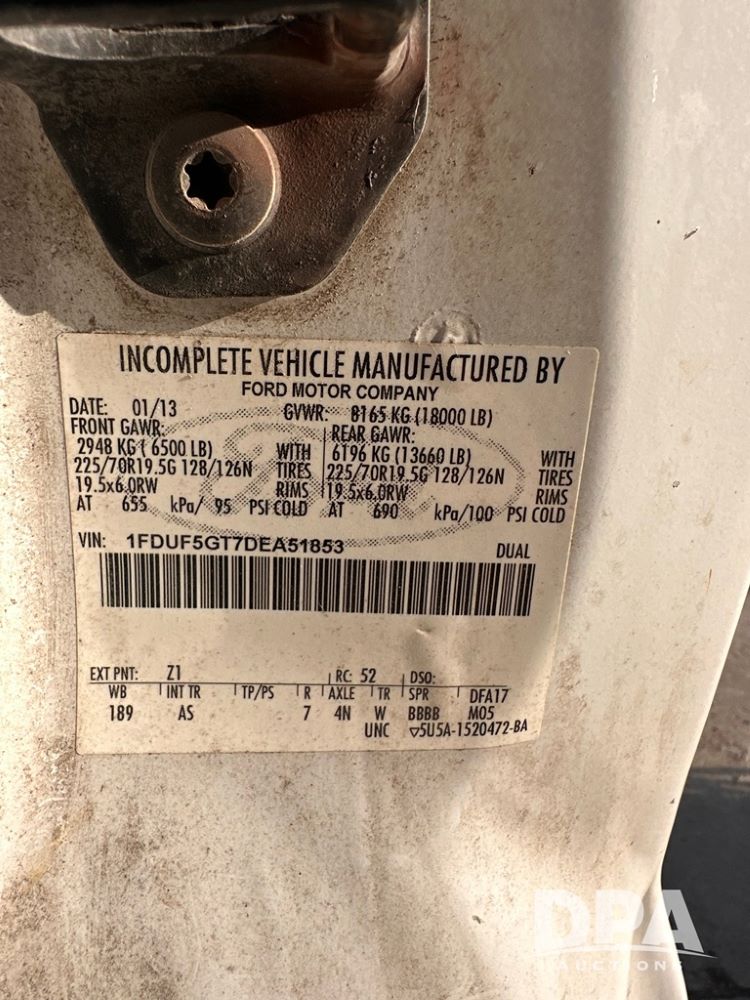 INCOMPLETE VEHICLE MANUFACTURED BY
FORD MOTOR COMPANY
DATE: 01/13 GVWR: 8165 KG (18000 LB)
FRONT GAWR: REAR GAWR:
2948 KG ( 6500 LB) WITH 6196 KG (13660 LB) WITH
225/70R19.5G 128/126N TIRES 225/70R19.5G 128/126N TIRES
19.5x6.0RW RIMS 19.5x6.0RW RIMS
AT 655 kPa/ 95 PSI COLD AT 690 kPa/100 PSI COLD
VIN: 1FDUF5GT7DEA51853 DUAL
EXT PNT: Z1 RC: 52 DSO:
WB INT TR TP/PS R AXLE TR SPR DFA17
189 AS 7 4N W BBBB M05
UNC ▽5U5A-1520472-BA
DPA
AUCTIONS